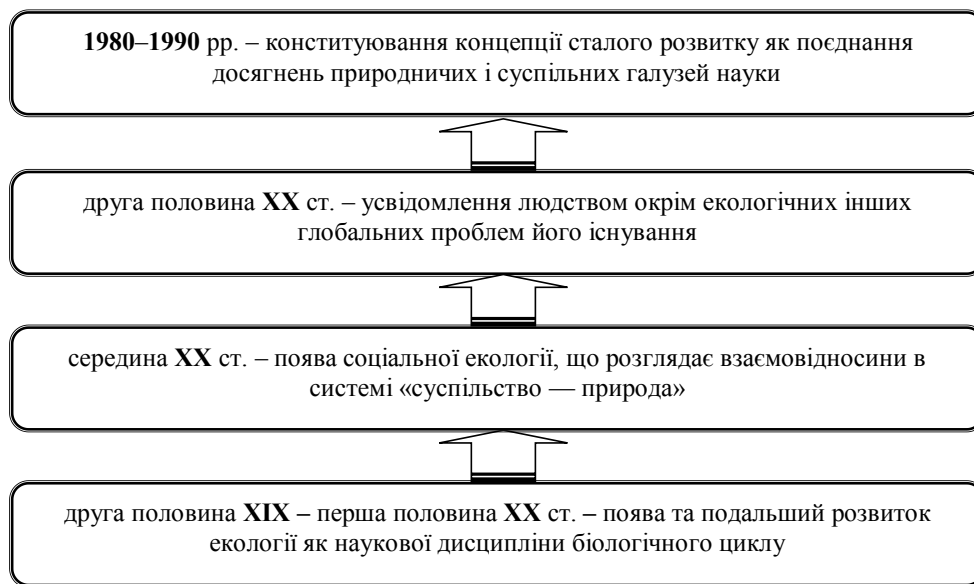 1980–1990 рр. – конституювання концепції сталого розвитку як поєднання
досягнень природничих і суспільних галузей науки
друга половина XX ст. – усвідомлення людством окрім екологічних інших
глобальних проблем його існування
середина XX ст. – поява соціальної екології, що розглядає взаємовідносини в
системі «суспільство — природа»
друга половина XIX – перша половина XX ст. – поява та подальший розвиток
екології як наукової дисципліни біологічного циклу